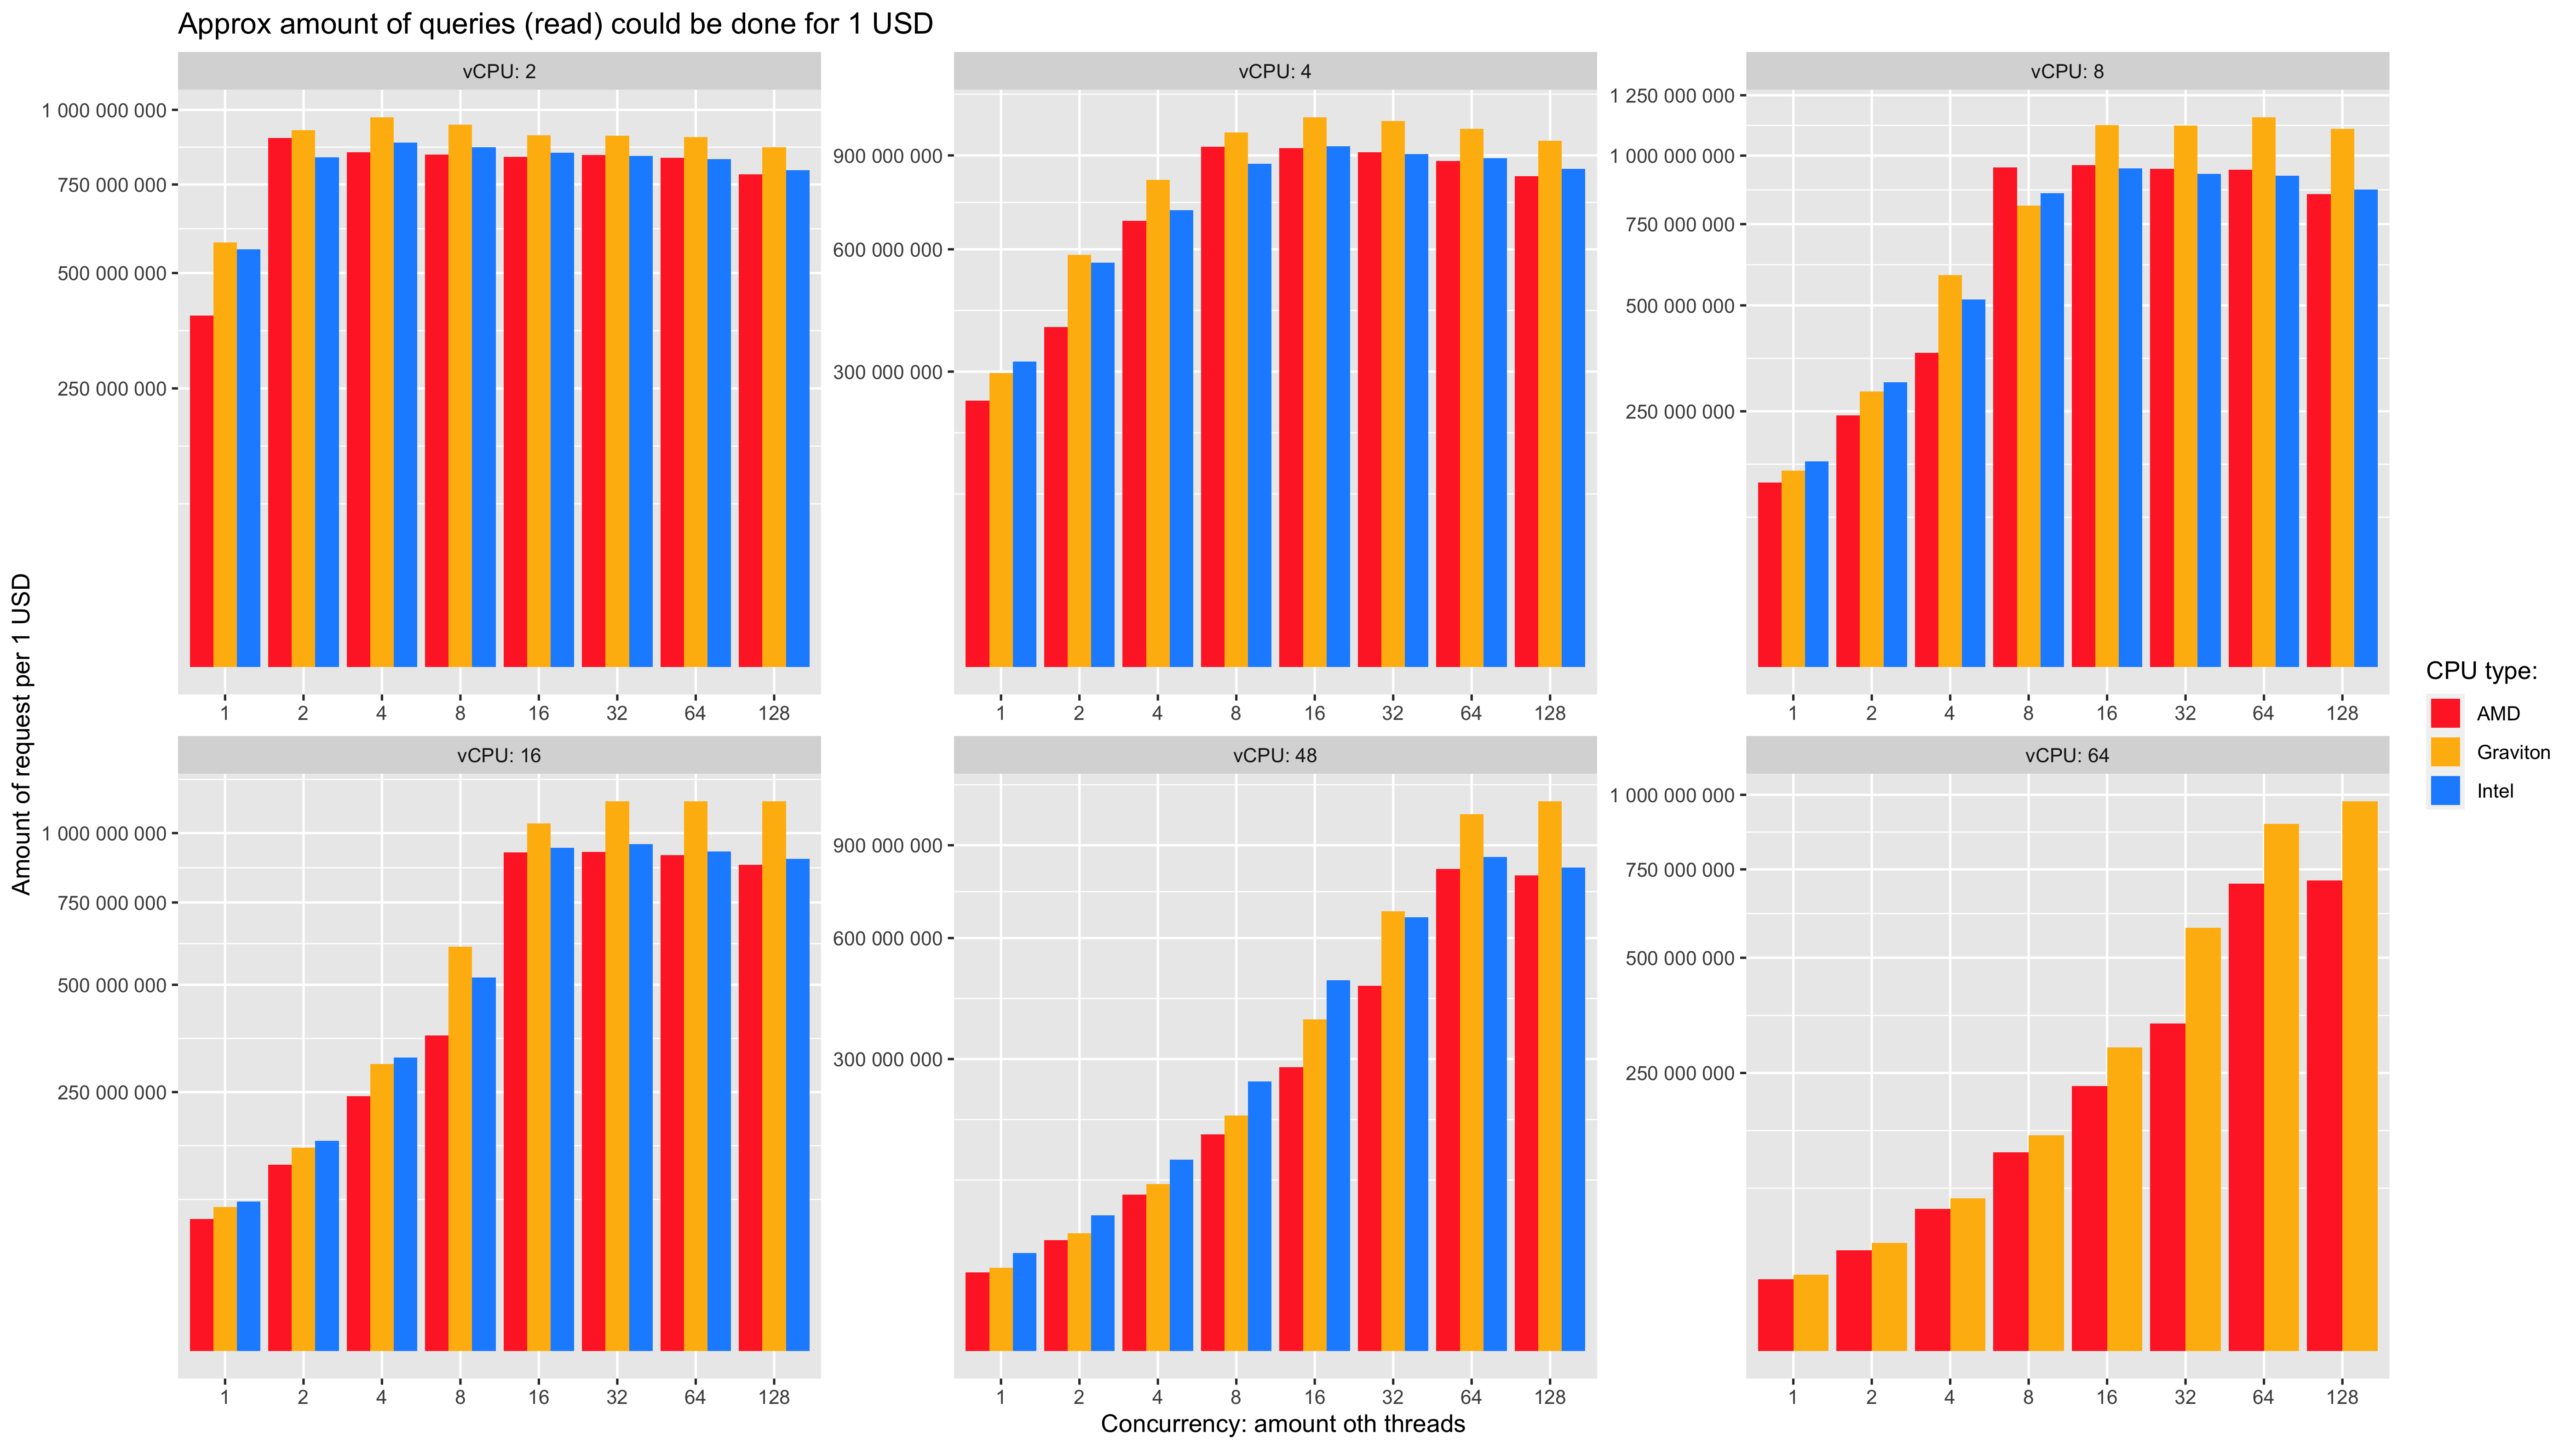 Approx amount of queries (read) could be done for 1 USD
Amount of request per 1 USD
vCPU: 2
1 000 000 000
750 000 000
500 000 000
250 000 000
1 2 4 8 16 32 64 128
vCPU: 4
900 000 000
600 000 000
300 000 000
1 2 4 8 16 32 64 128
vCPU: 8
1 250 000 000
1 000 000 000
750 000 000
500 000 000
250 000 000
1 2 4 8 16 32 64 128
vCPU: 16
1 000 000 000
750 000 000
500 000 000
250 000 000
1 2 4 8 16 32 64 128
vCPU: 48
900 000 000
600 000 000
300 000 000
1 2 4 8 16 32 64 128
vCPU: 64
1 000 000 000
750 000 000
500 000 000
250 000 000
1 2 4 8 16 32 64 128
Concurrency: amount oth threads
CPU type:
AMD
Graviton
Intel